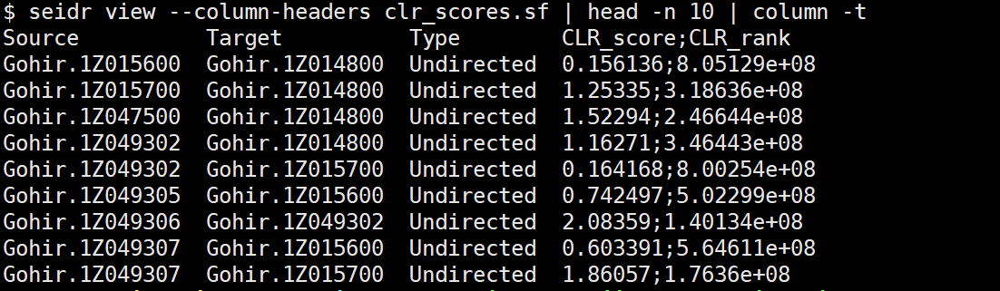 $ seidr view --column-headers clr_scores.sf | head -n 10 | column -t
Source Target Type CLR_score;CLR_rank
Gohir.1Z015600 Gohir.1Z014800 Undirected 0.156136;8.05129e+08
Gohir.1Z015700 Gohir.1Z014800 Undirected 1.25335;3.18636e+08
Gohir.1Z047500 Gohir.1Z014800 Undirected 1.52294;2.46644e+08
Gohir.1Z049302 Gohir.1Z014800 Undirected 1.16271;3.46443e+08
Gohir.1Z049302 Gohir.1Z015700 Undirected 0.164168;8.00254e+08
Gohir.1Z049305 Gohir.1Z015600 Undirected 0.742497;5.02299e+08
Gohir.1Z049306 Gohir.1Z049302 Undirected 2.08359;1.40134e+08
Gohir.1Z049307 Gohir.1Z015600 Undirected 0.603391;5.64611e+08
Gohir.1Z049307 Gohir.1Z015700 Undirected 1.86057;1.7636e+08